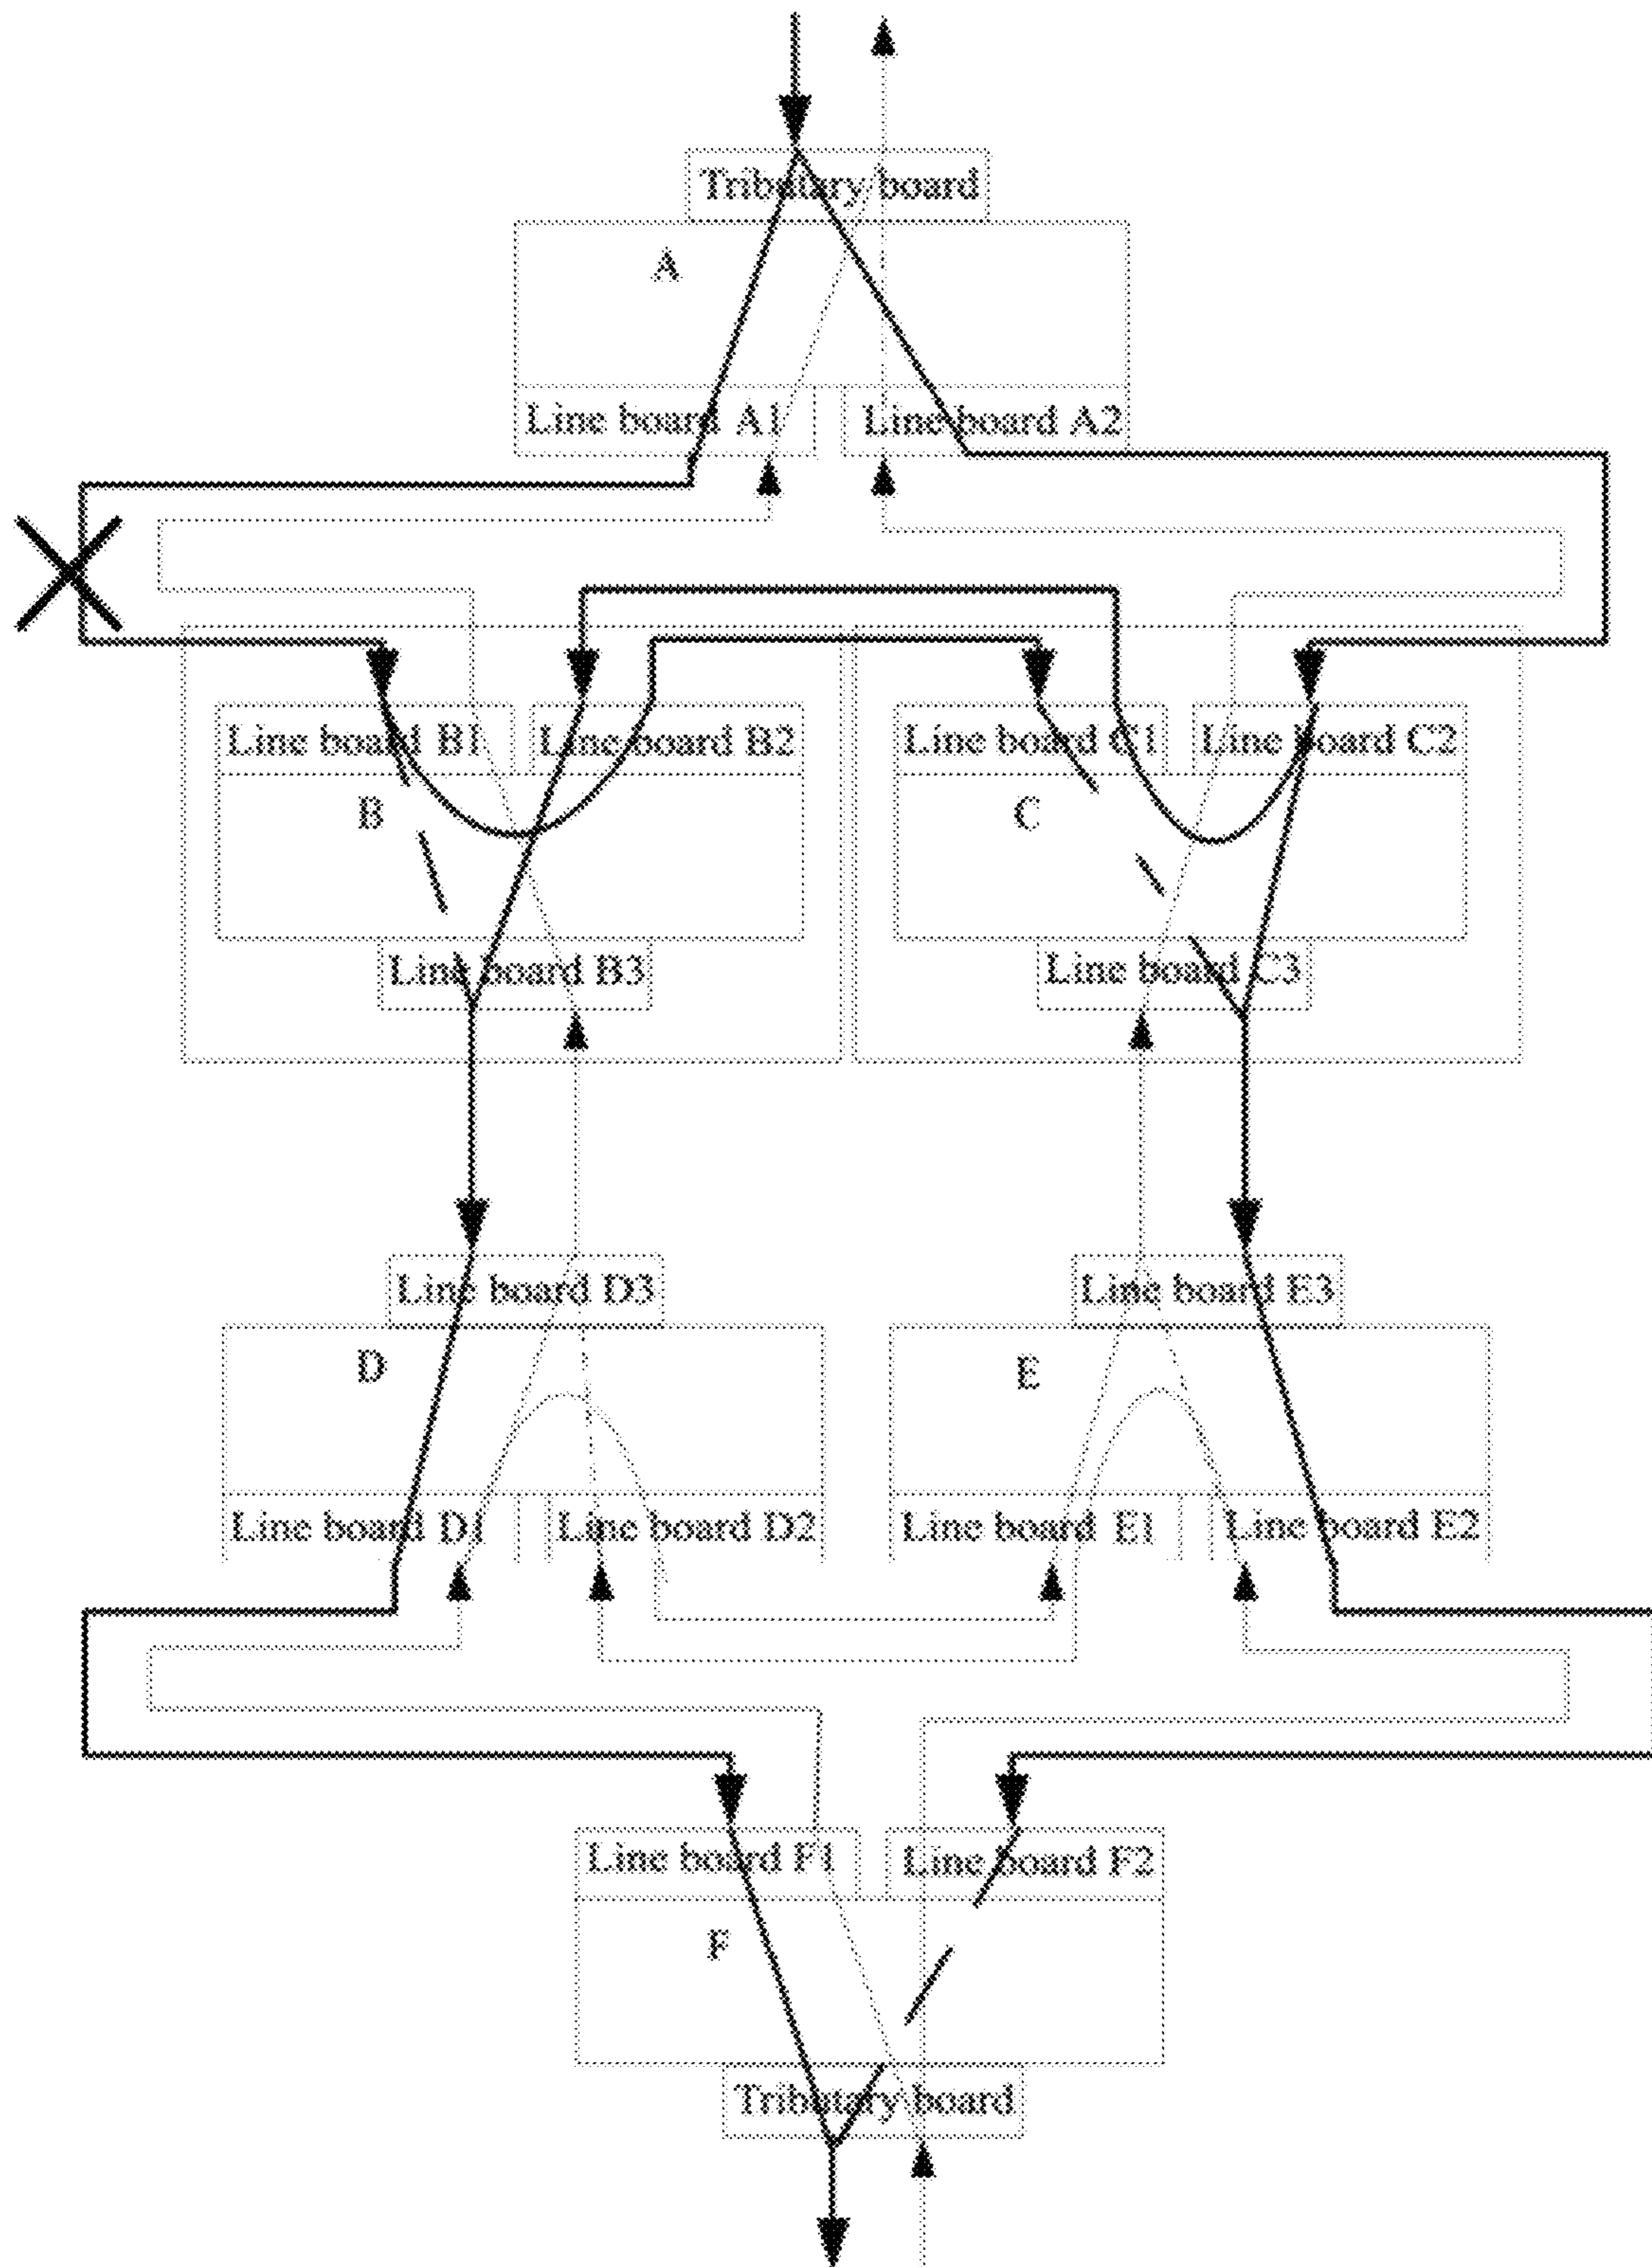 Tributary board
A
Line board A1 Line board A2
Line board B1 Line board B2 Line board C1 Line board C2
B C
Line board B3 Line board C3
Line board D3 Line board E3
D E
Line board D1 Line board D2 Line board E1 Line board E2
Line board F1 Line board F2
F
Tributary board